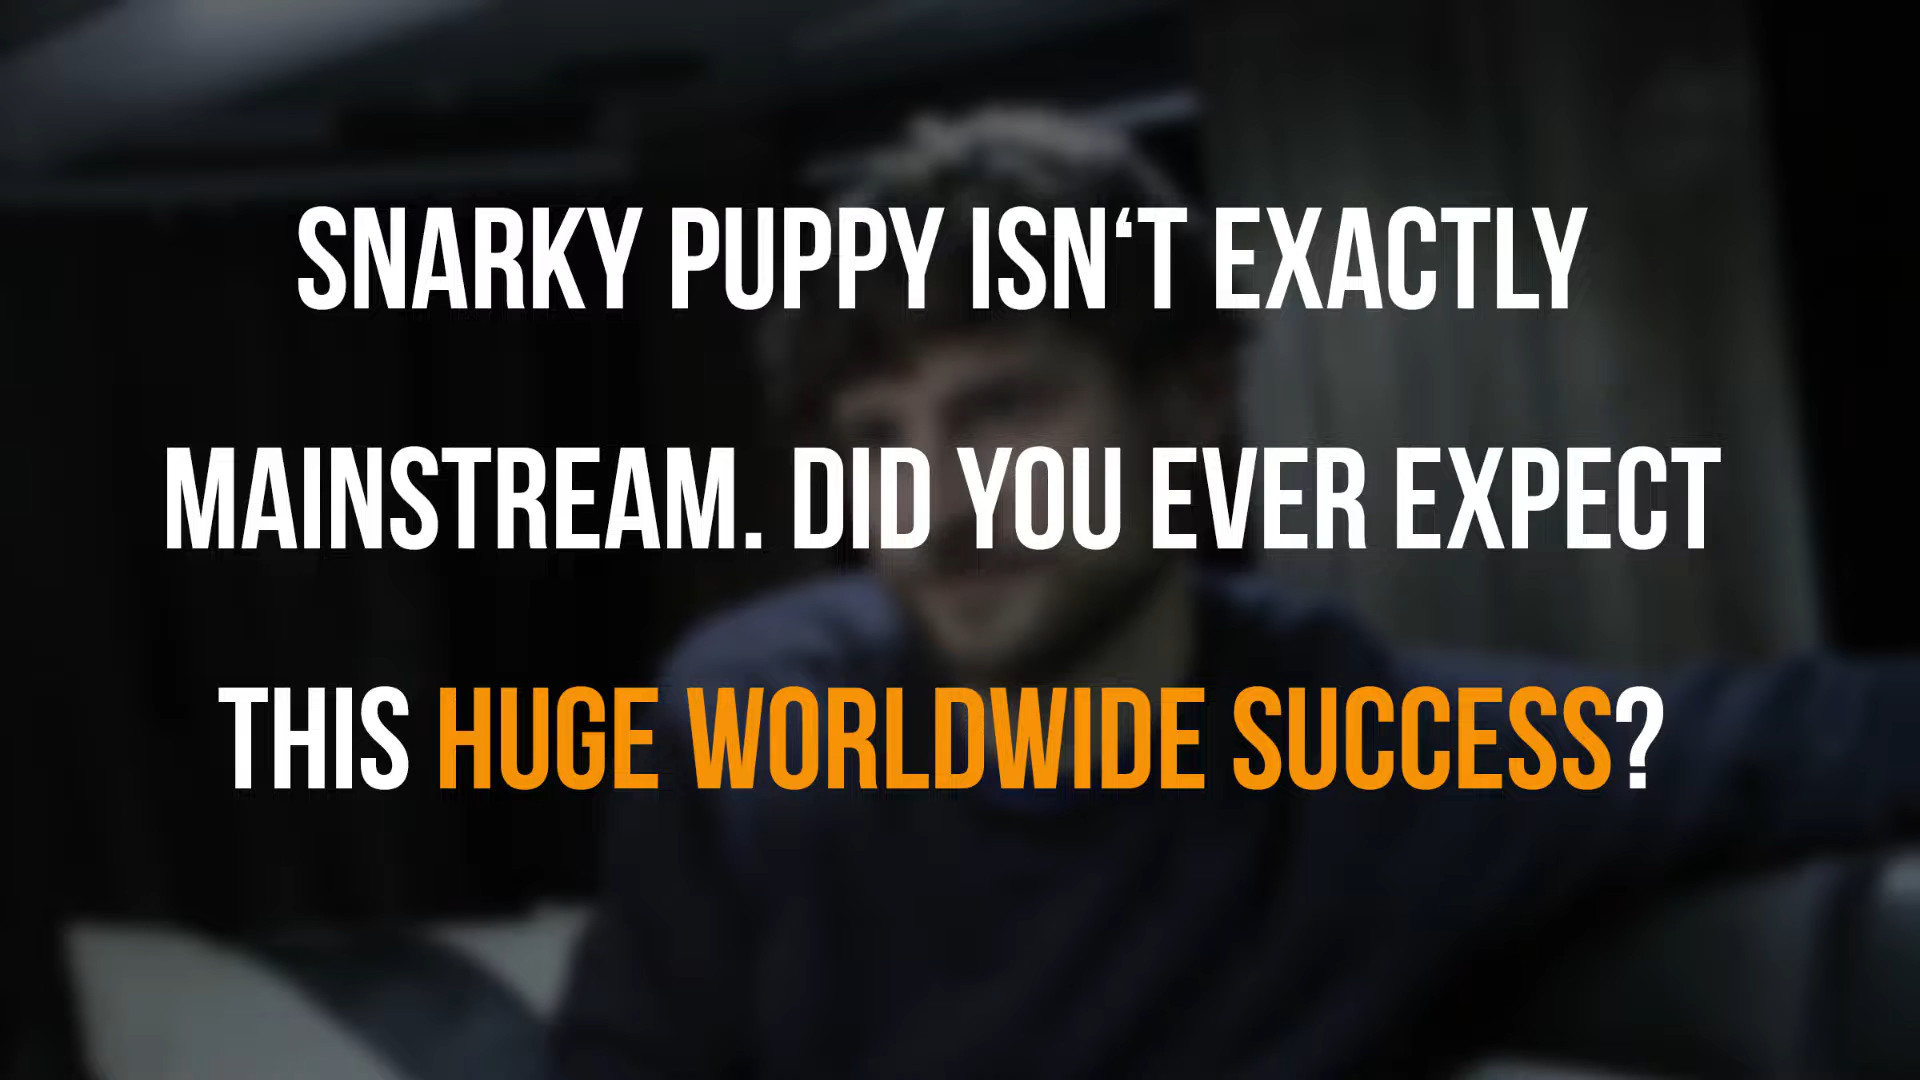 SNARKY PUPPY ISN‘T EXACTLY
MAINSTREAM. DID YOU EVER EXPECT
THIS HUGE WORLDWIDE SUCCESS?